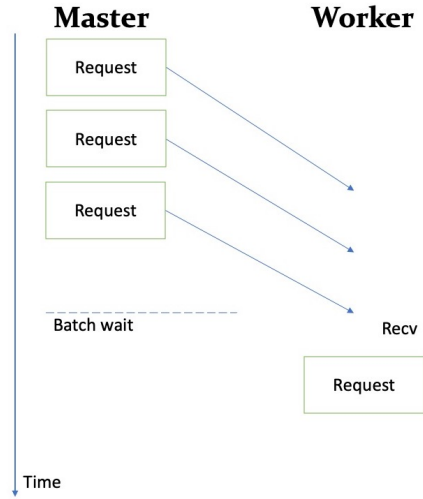 Master
Worker
Request
Request
Request
Batch wait
Recv
Request
Time